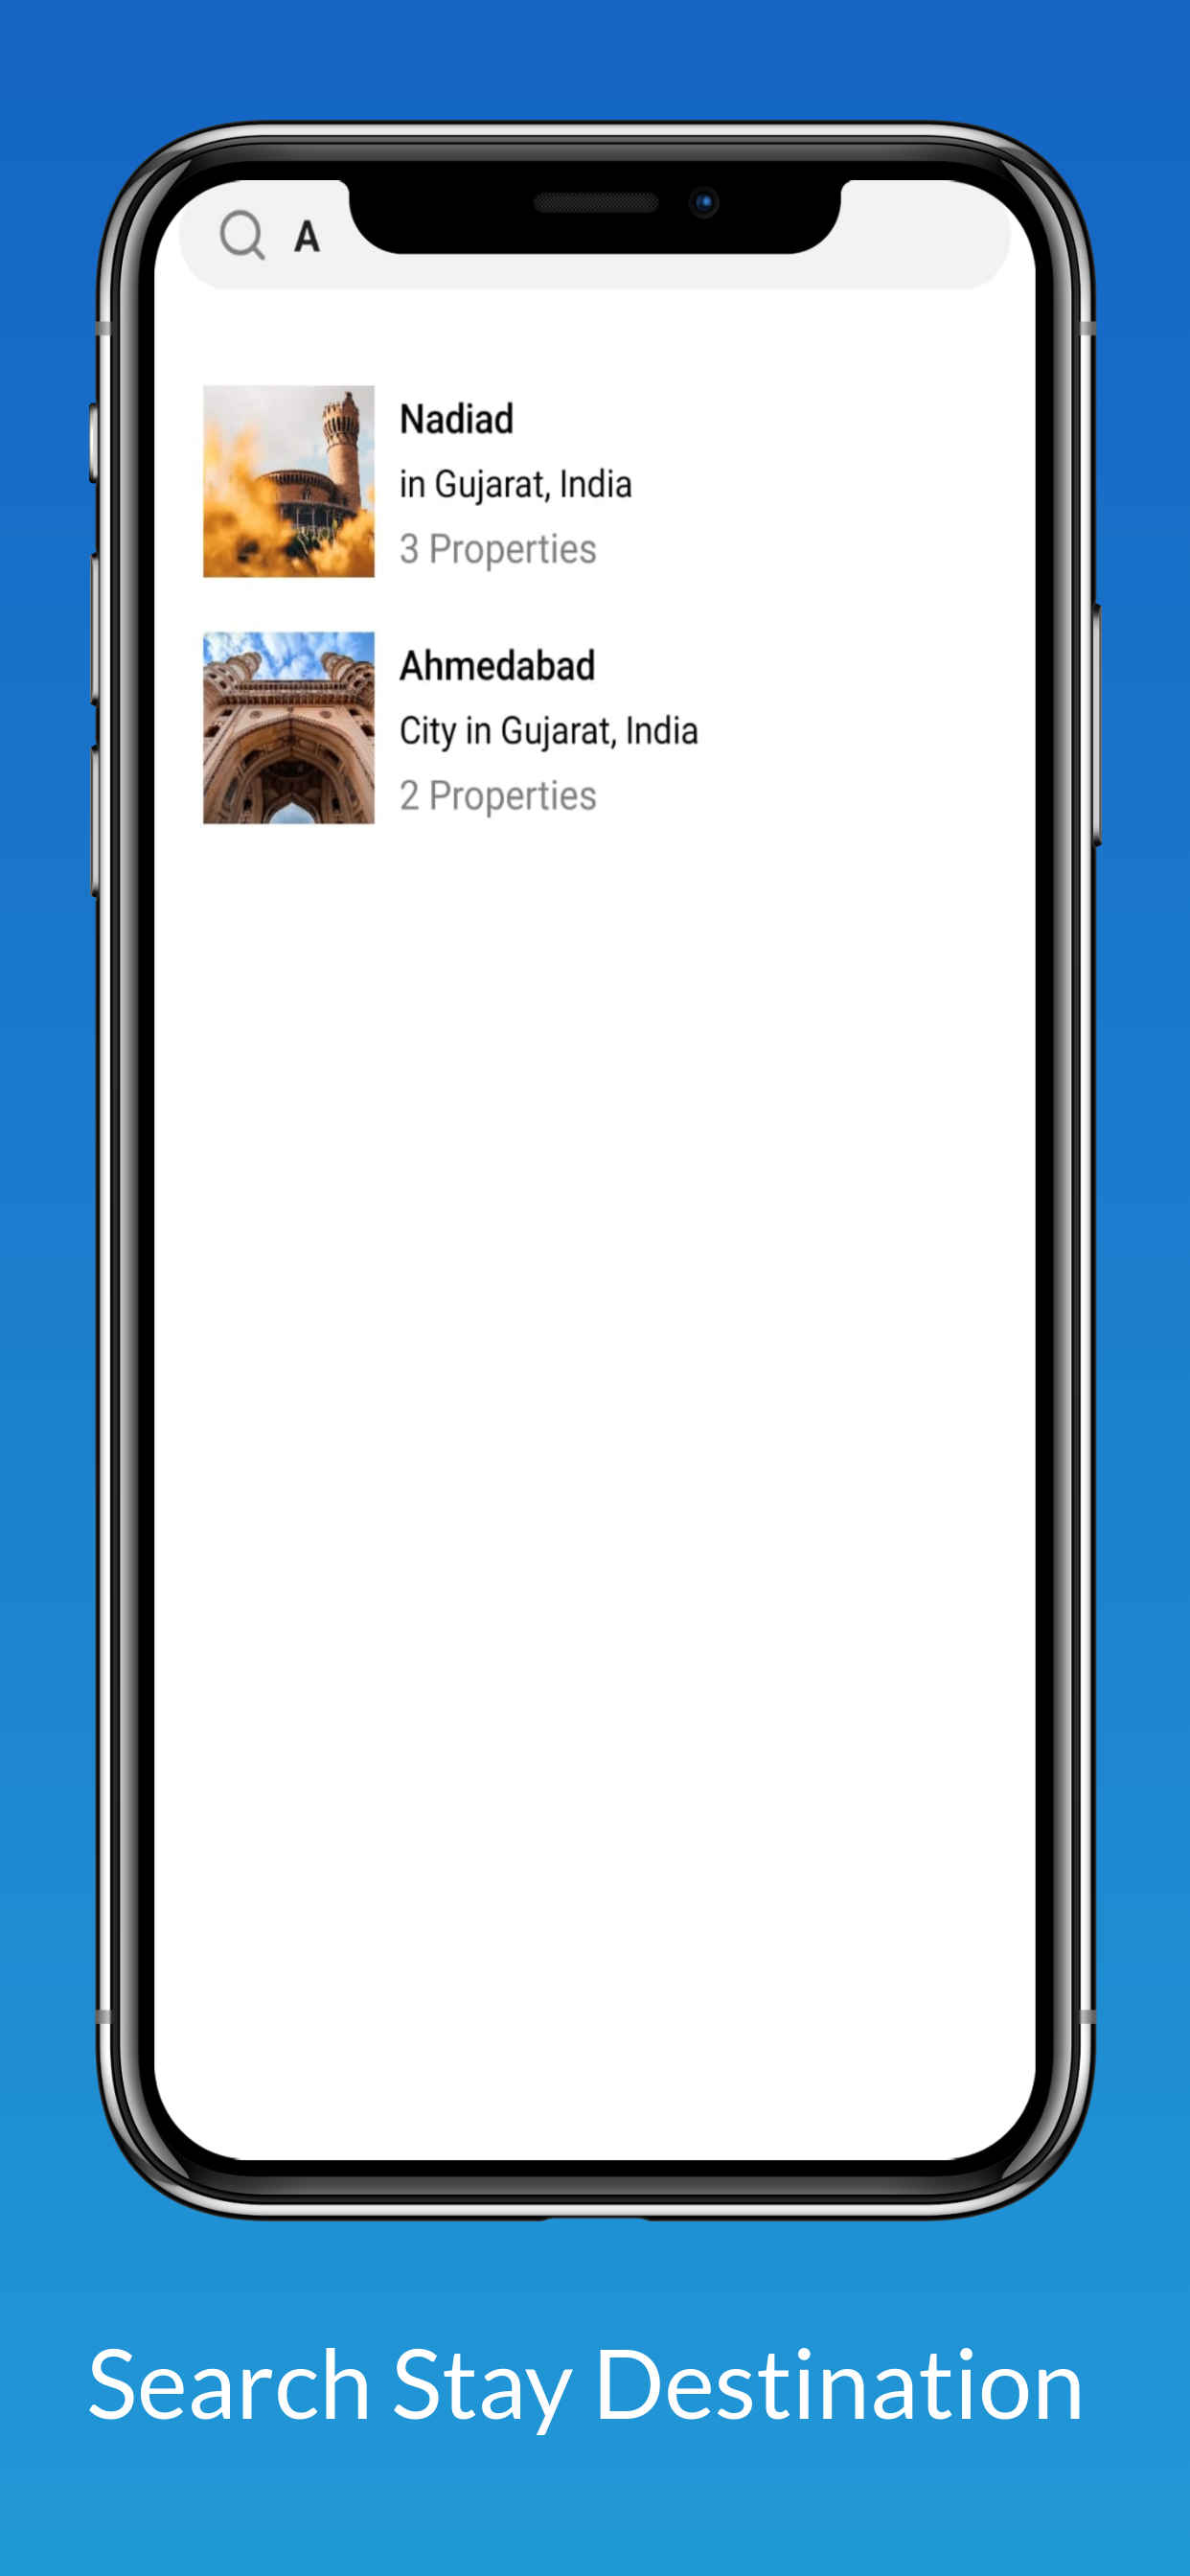 A
Nadiad
in Gujarat, India
3 Properties
Ahmedabad
City in Gujarat, India
2 Properties
Search Stay Destination